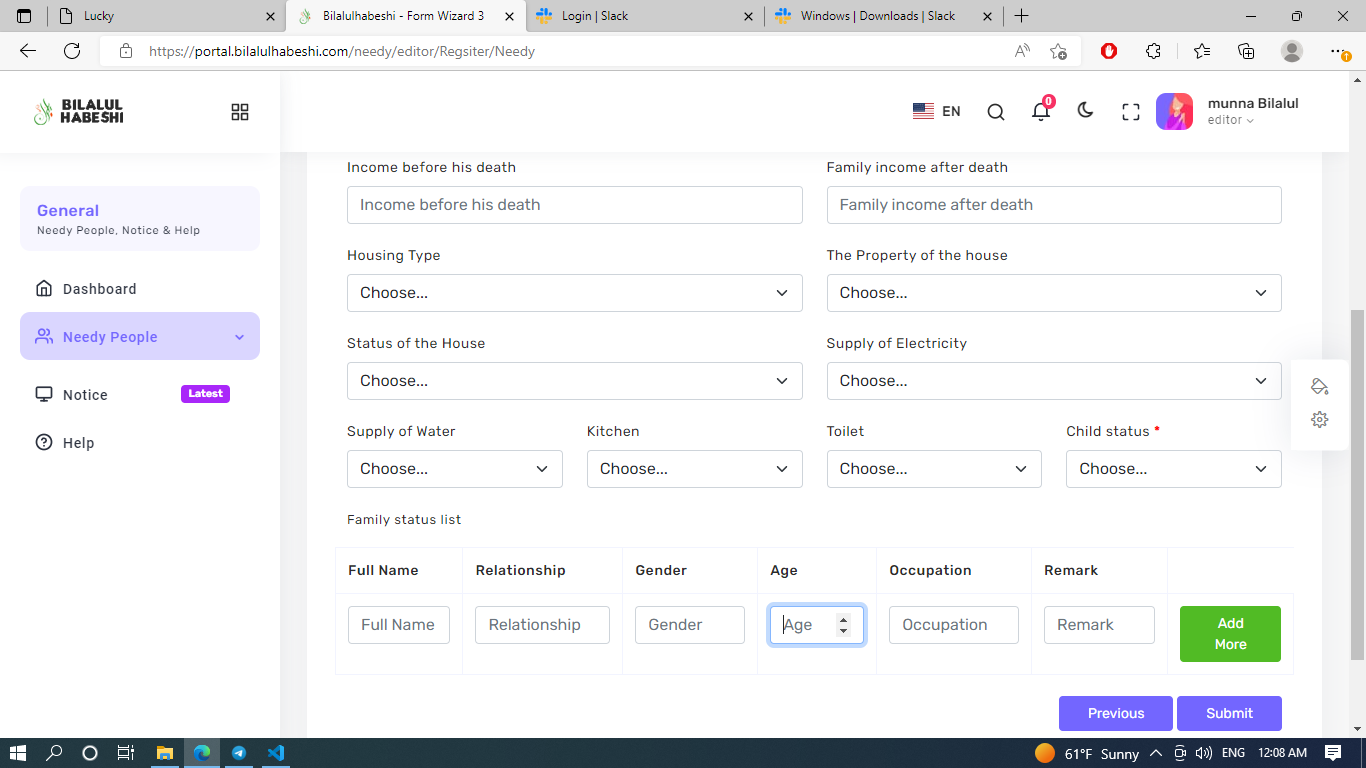 Lucky
Bilalulhabeshi - Form Wizard 3
Login | Slack
Windows | Downloads | Slack
https://portal.bilalulhabeshi.com/needy/editor/Regsiter/Needy
BILALUL
HABESHI
EN
0
munna Bilalul
editor
General
Needy People, Notice & Help
Dashboard
Needy People
Notice
Latest
Help
Income before his death
Family income after death
Income before his death
Family income after death
Housing Type
The Property of the house
Choose...
Choose...
Status of the House
Supply of Electricity
Choose...
Choose...
Supply of Water
Kitchen
Toilet
Child status *
Choose...
Choose...
Choose...
Choose...
Family status list
Full Name
Relationship
Gender
Age
Occupation
Remark
Full Name
Relationship
Gender
Age
Occupation
Remark
Add
More
Previous
Submit
61°F Sunny
ENG
12:08 AM